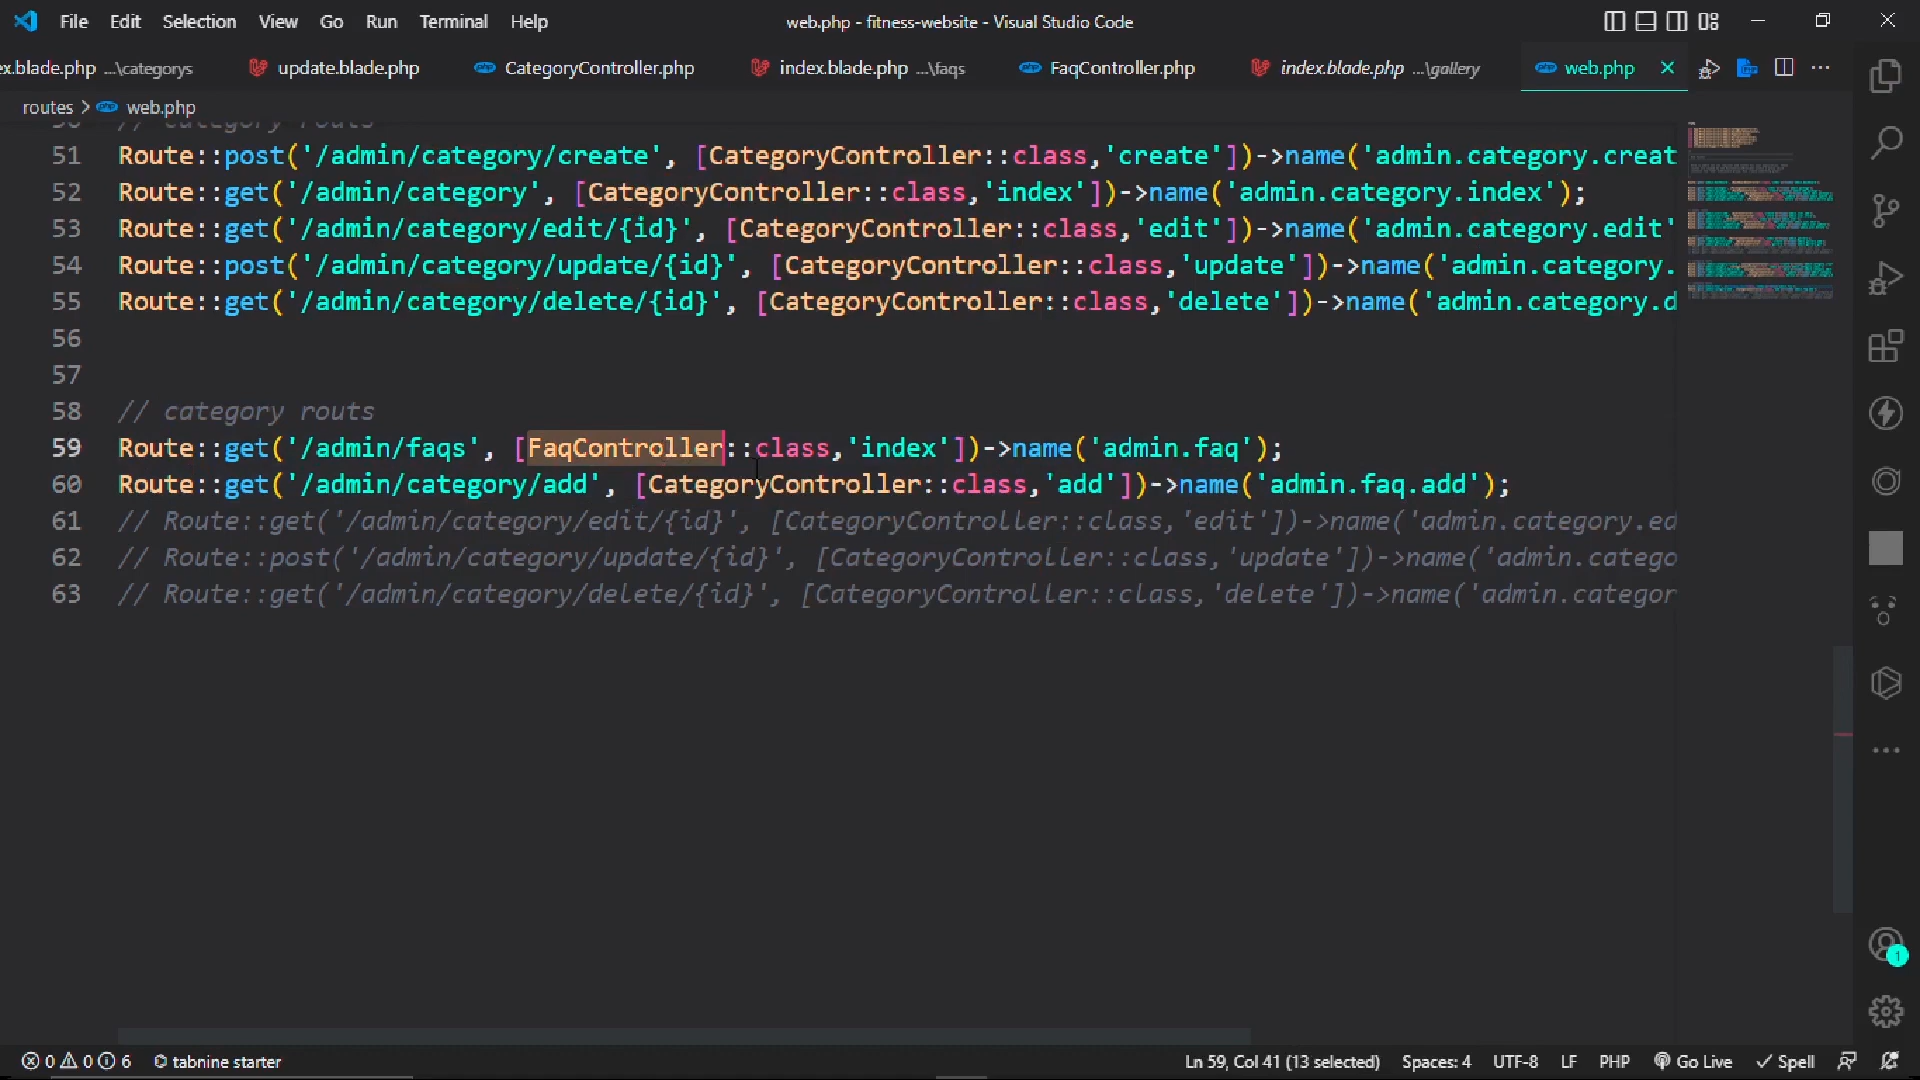 File Edit Selection View Go Run Terminal Help web.php - fitness-website - Visual Studio Code
ex.blade.php ...\categorys update.blade.php CategoryController.php index.blade.php ...\faqs FaqController.php index.blade.php ...\gallery web.php
routes > web.php
50 // category routs
51 Route::post('/admin/category/create', [CategoryController::class,'create'])->name('admin.category.creat
52 Route::get('/admin/category', [CategoryController::class,'index'])->name('admin.category.index');
53 Route::get('/admin/category/edit/{id}', [CategoryController::class,'edit'])->name('admin.category.edit'
54 Route::post('/admin/category/update/{id}', [CategoryController::class,'update'])->name('admin.category.
55 Route::get('/admin/category/delete/{id}', [CategoryController::class,'delete'])->name('admin.category.d
56
57
58 // category routs
59 Route::get('/admin/faqs', [FaqController::class,'index'])->name('admin.faq');
60 Route::get('/admin/category/add', [CategoryController::class,'add'])->name('admin.faq.add');
61 // Route::get('/admin/category/edit/{id}', [CategoryController::class,'edit'])->name('admin.category.ed
62 // Route::post('/admin/category/update/{id}', [CategoryController::class,'update'])->name('admin.catego
63 // Route::get('/admin/category/delete/{id}', [CategoryController::class,'delete'])->name('admin.categor
1
0 0 6 tabnine starter Ln 59, Col 41 (13 selected) Spaces: 4 UTF-8 LF PHP Go Live Spell